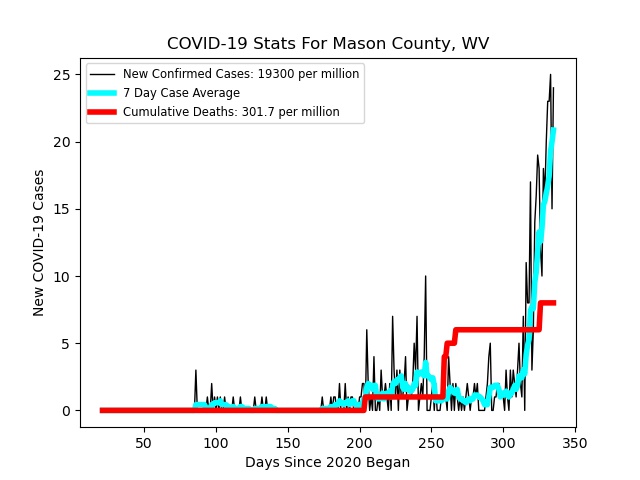 COVID-19 Stats For Mason County, WV
New Confirmed Cases: 19300 per million
7 Day Case Average
Cumulative Deaths: 301.7 per million
New COVID-19 Cases
25
20
15
10
5
0
50 100 150 200 250 300 350
Days Since 2020 Began